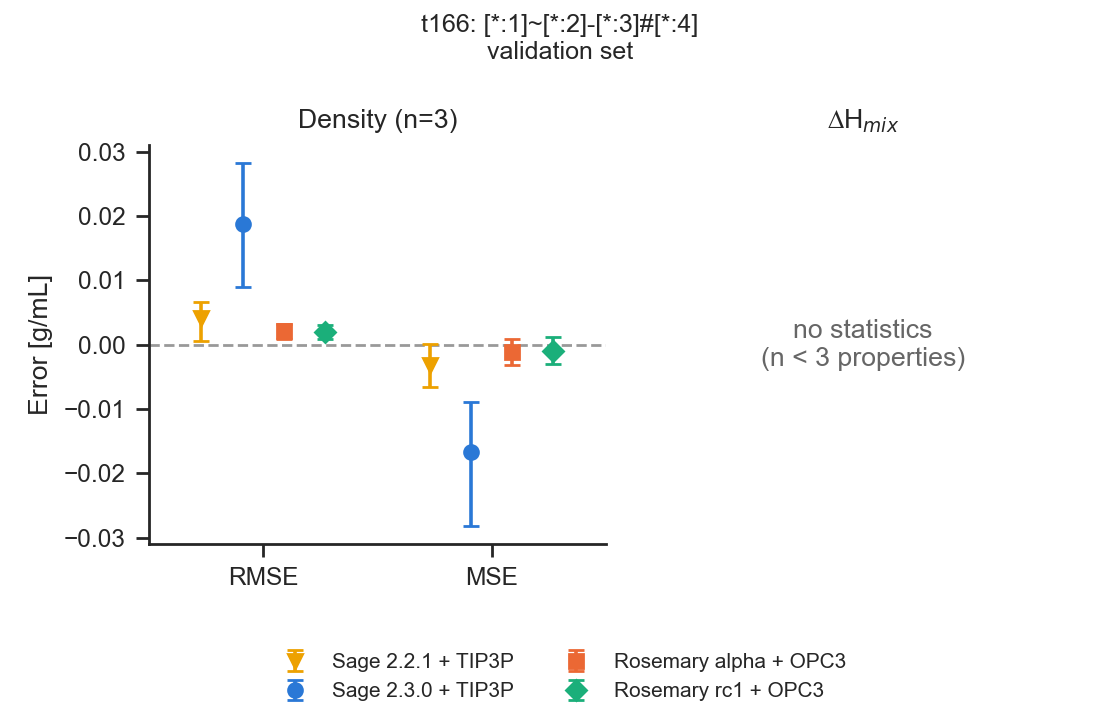 t166: [*:1]~[*:2]-[*:3]#[*:4]
validation set
Density (n=3)
ΔHmix
0.03
0.02
0.01
0.00
−0.01
−0.02
−0.03
Error [g/mL]
RMSE
MSE
no statistics
(n < 3 properties)
Sage 2.2.1 + TIP3P
Sage 2.3.0 + TIP3P
Rosemary alpha + OPC3
Rosemary rc1 + OPC3